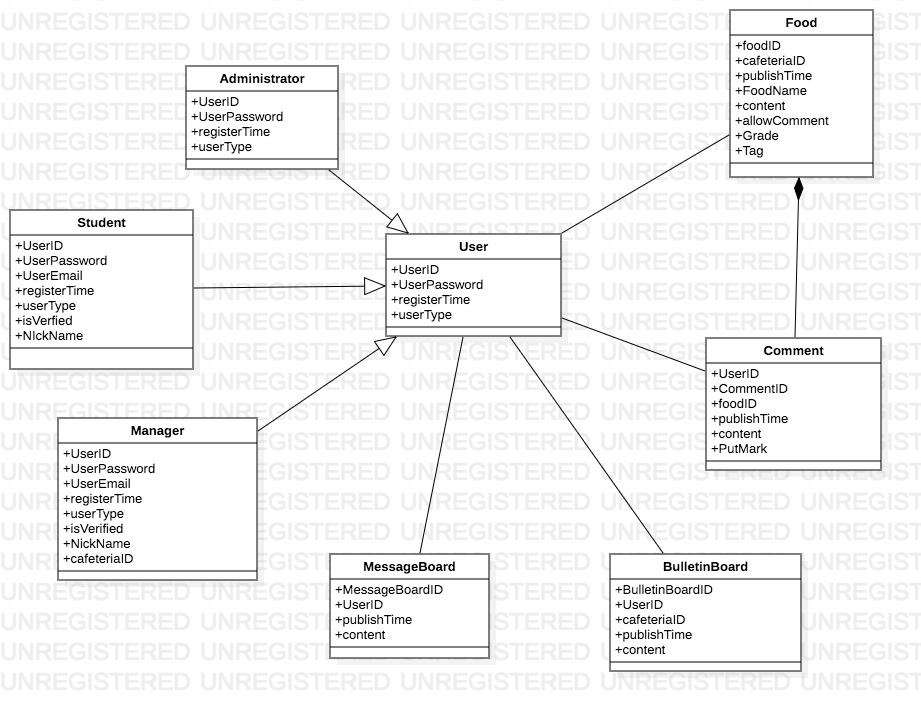 Food
+foodID
+cafeteriaID
+publishTime
+FoodName
+content
+allowComment
+Grade
+Tag
Administrator
+UserID
+UserPassword
+registerTime
+userType
Student
+UserID
+UserPassword
+UserEmail
+registerTime
+userType
+isVerfied
+NIckName
User
+UserID
+UserPassword
+registerTime
+userType
Comment
+UserID
+CommentID
+foodID
+publishTime
+content
+PutMark
Manager
+UserID
+UserPassword
+UserEmail
+registerTime
+userType
+isVerified
+NickName
+cafeteriaID
MessageBoard
+MessageBoardID
+UserID
+publishTime
+content
BulletinBoard
+BulletinBoardID
+UserID
+cafeteriaID
+publishTime
+content
UNREGISTERED